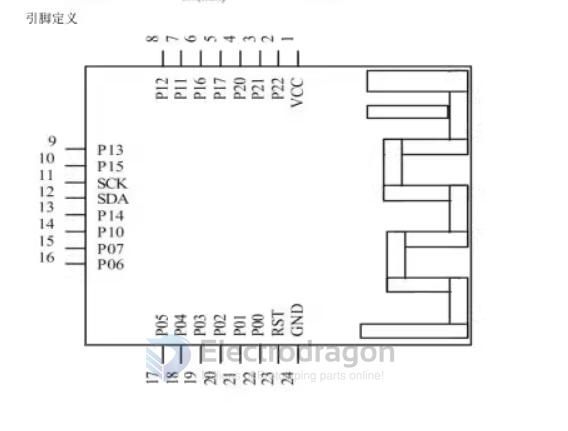 引脚定义
8 7 6 5 4 3 2 1
P12 P11 P16 P17 P20 P21 P22 VCC
9 P13
10 P15
11 SCK
12 SDA
13 P14
14 P10
15 P07
16 P06
P05 P04 P03 P02 P01 P00 RST GND
Electrodragon
17 18 19 20 21 22 23 24
ping parts online!